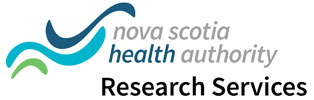 nova scotia
health authority
Research Services